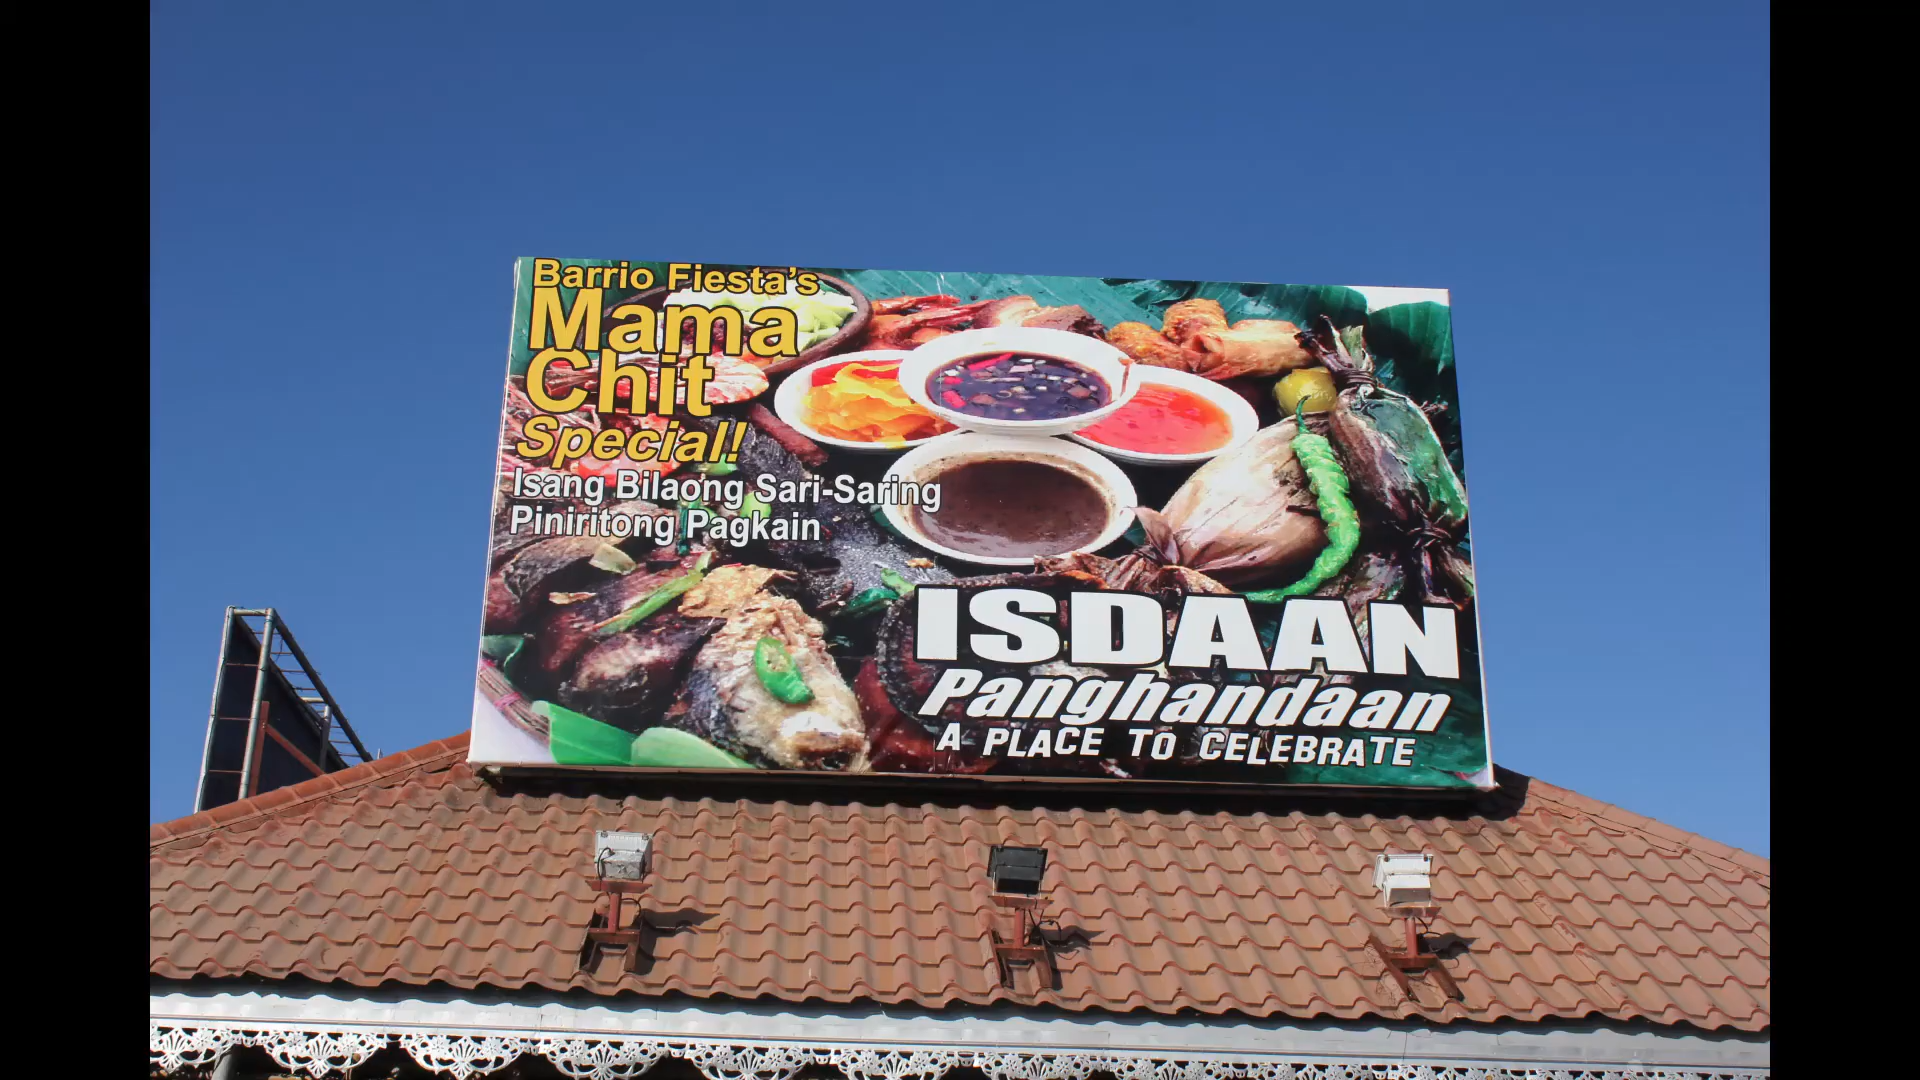 Barrio Fiesta's
Mama
Chit
Special!
Isang Bilaong Sari-Saring
Piniritong Pagkain
ISDAAN
Panghandaan
A PLACE TO CELEBRATE